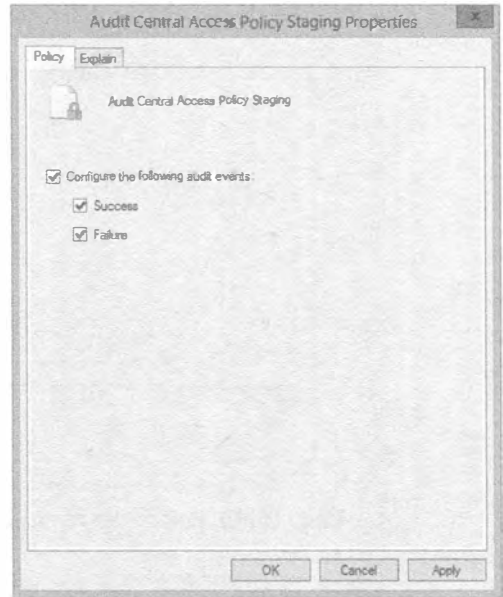 Audit Central Access Policy Staging Properties
Policy Explain
Audit Central Access Policy Staging
Configure the following audit events:
Success
Failure
OK Cancel Apply